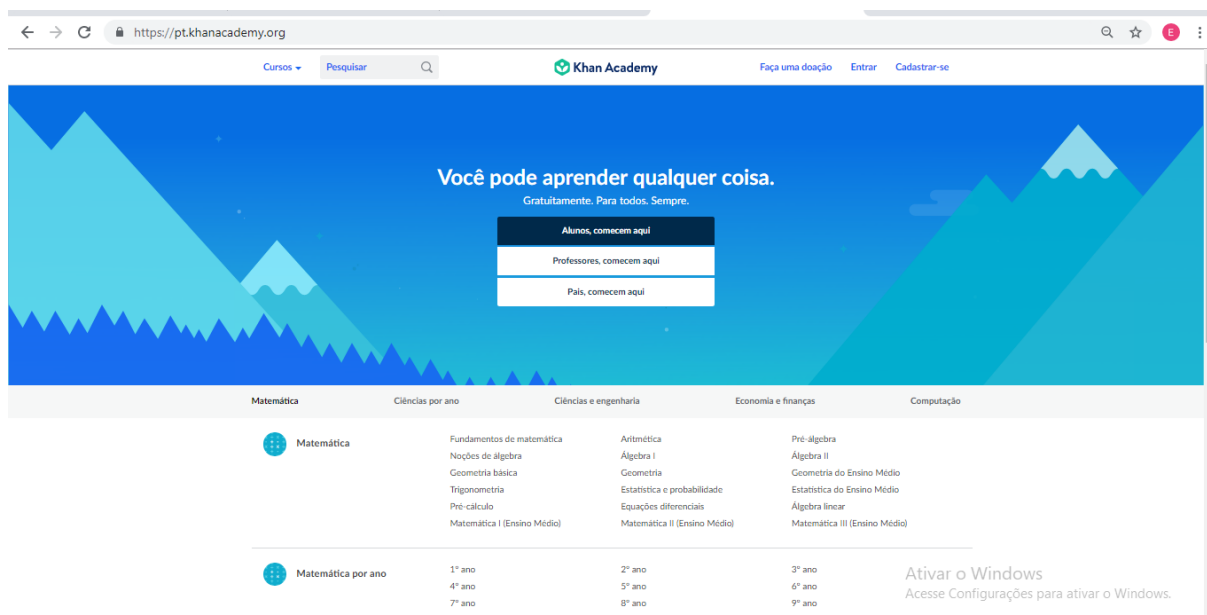 https://pt.khanacademy.org
E
Cursos
Pesquisar
Khan Academy
Faça uma doação
Entrar
Cadastrar-se
Você pode aprender qualquer coisa.
Gratuitamente. Para todos. Sempre.
Alunos, comecem aqui
Professores, comecem aqui
Pais, comecem aqui
Matemática
Ciências por ano
Ciências e engenharia
Economia e finanças
Computação
Matemática
Fundamentos de matemática
Aritmética
Pré-álgebra
Noções de álgebra
Álgebra I
Álgebra II
Geometria básica
Geometria
Geometria do Ensino Médio
Trigonometria
Estatística e probabilidade
Estatística do Ensino Médio
Pré-cálculo
Equações diferenciais
Álgebra linear
Matemática I (Ensino Médio)
Matemática II (Ensino Médio)
Matemática III (Ensino Médio)
Matemática por ano
1º ano
2º ano
3º ano
4º ano
5º ano
6º ano
7º ano
8º ano
9º ano
Ativar o Windows
Acesse Configurações para ativar o Windows.